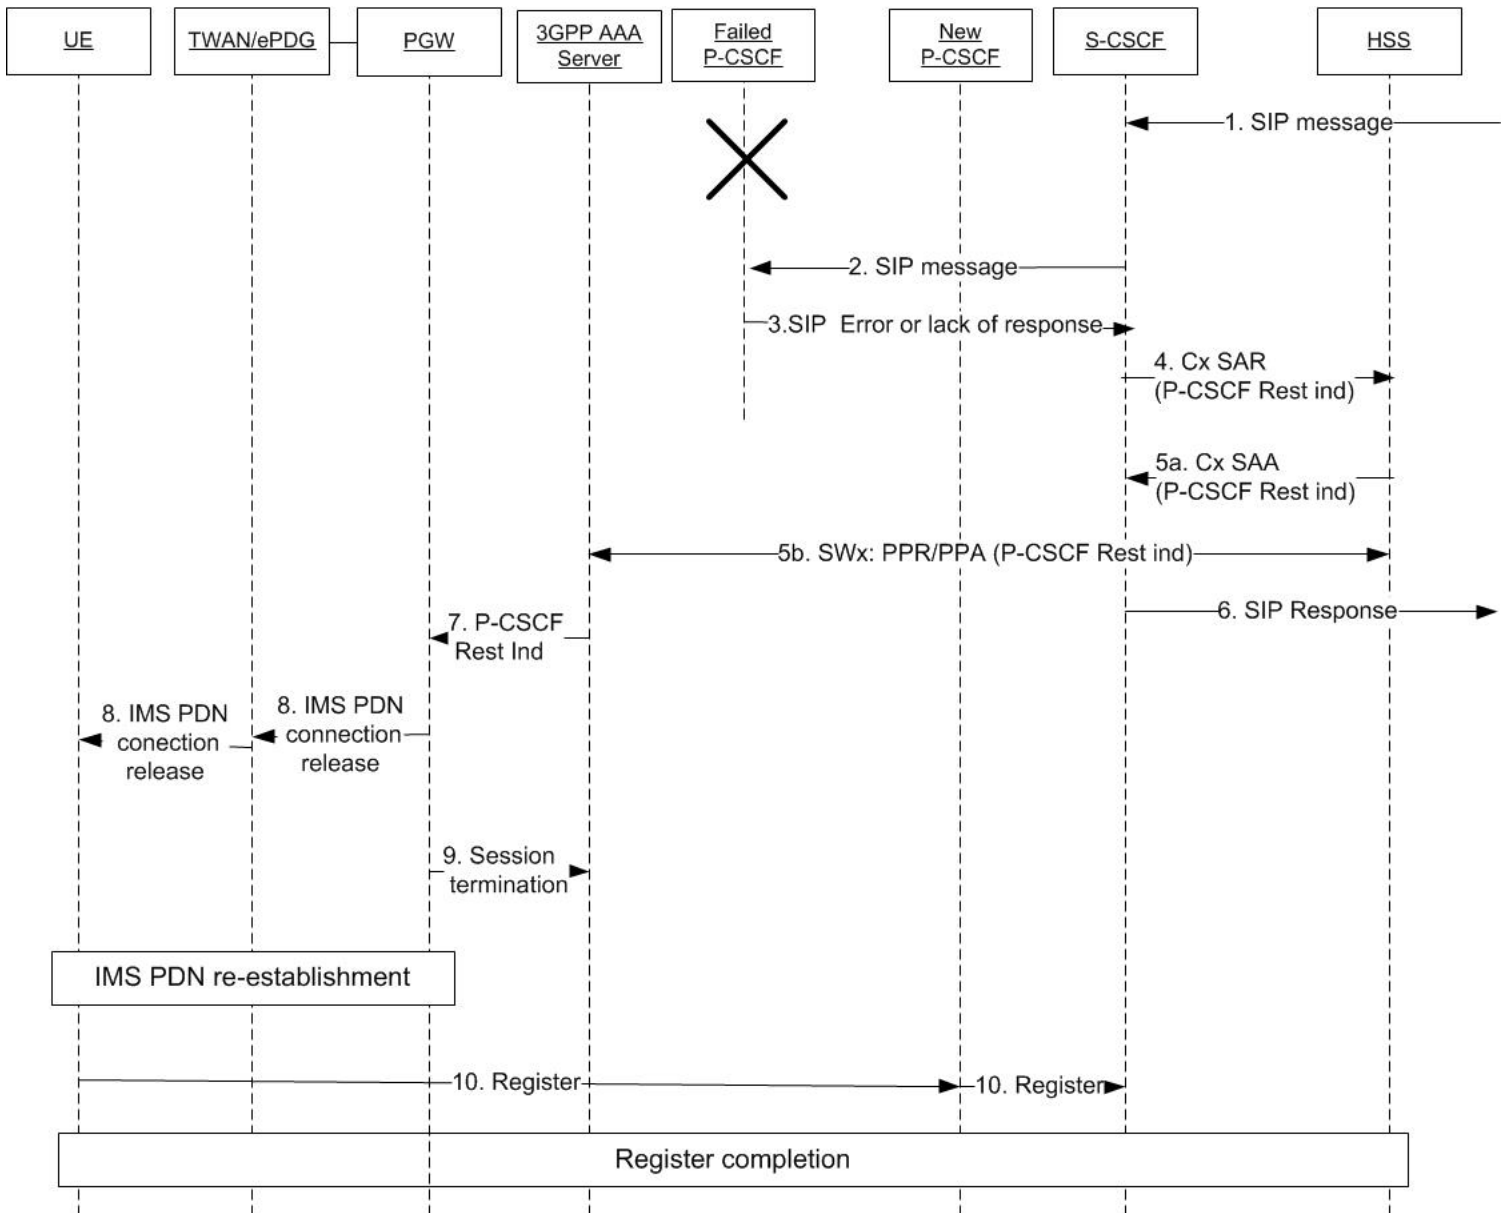 UE
TWAN/ePDG
PGW
3GPP AAA
Server
Failed
P-CSCF
New
P-CSCF
S-CSCF
HSS
1. SIP message
2. SIP message
3.SIP  Error or lack of response
4. Cx SAR
(P-CSCF Rest ind)
5a. Cx SAA
(P-CSCF Rest ind)
5b. SWx: PPR/PPA (P-CSCF Rest ind)
6. SIP Response
7. P-CSCF
Rest Ind
8. IMS PDN
conection
release
8. IMS PDN
connection
release
9. Session
termination
IMS PDN re-establishment
10. Register
10. Register
Register completion